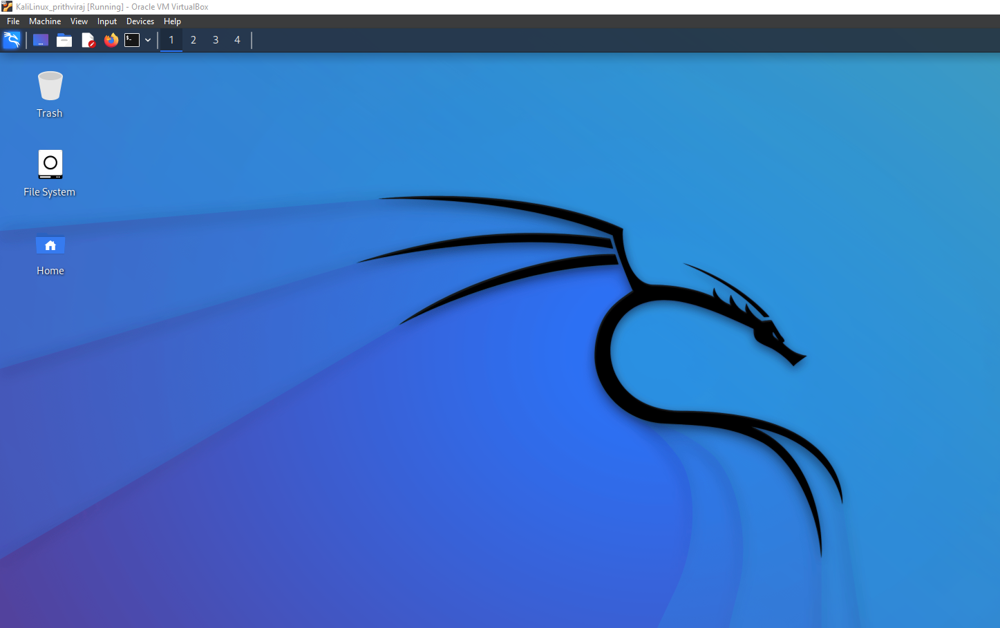 KaliLinux_prithviraj [Running] - Oracle VM VirtualBox
File Machine View Input Devices Help
$_ 1 2 3 4
Trash
File System
Home